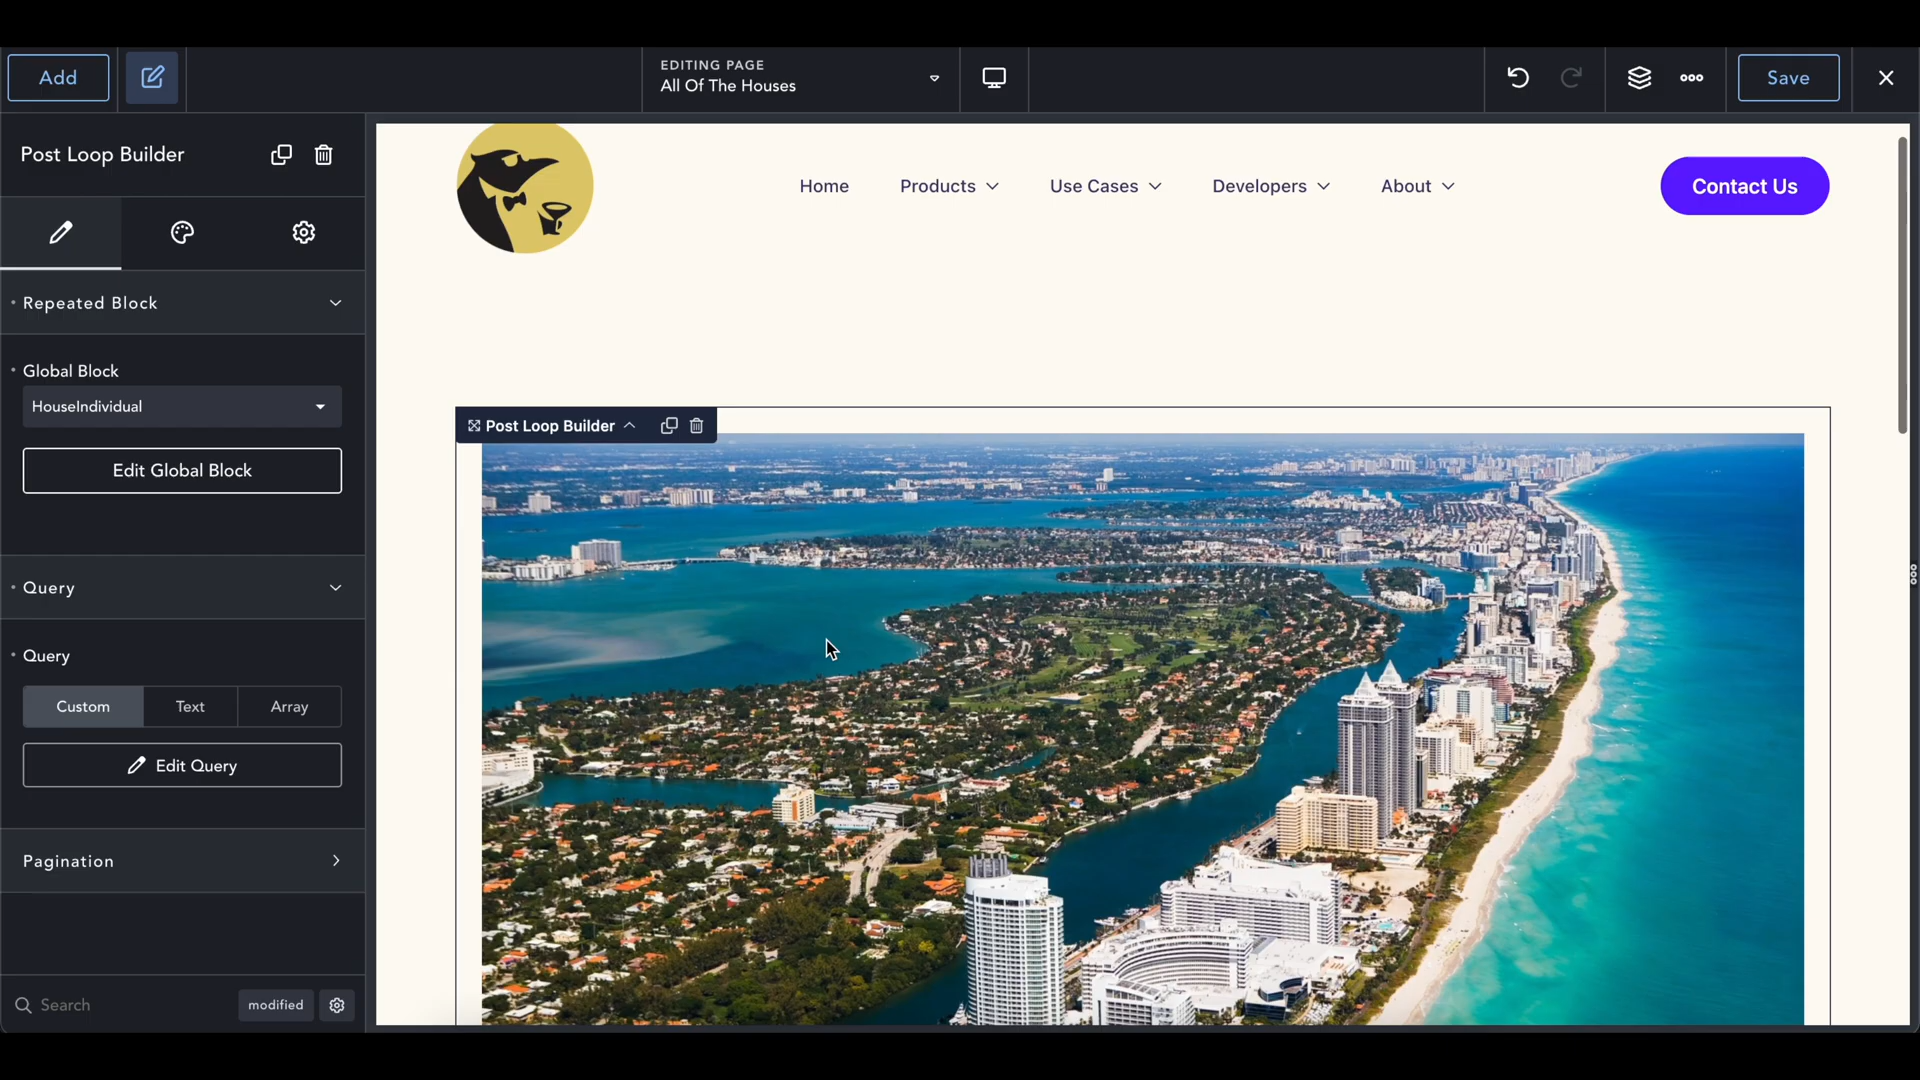 Add
EDITING PAGE
All Of The Houses
Save
Post Loop Builder
Repeated Block
Global Block
HouseIndividual
Edit Global Block
Query
Query
Custom
Text
Array
Edit Query
Pagination
Search
modified
Home
Products
Use Cases
Developers
About
Contact Us
Post Loop Builder